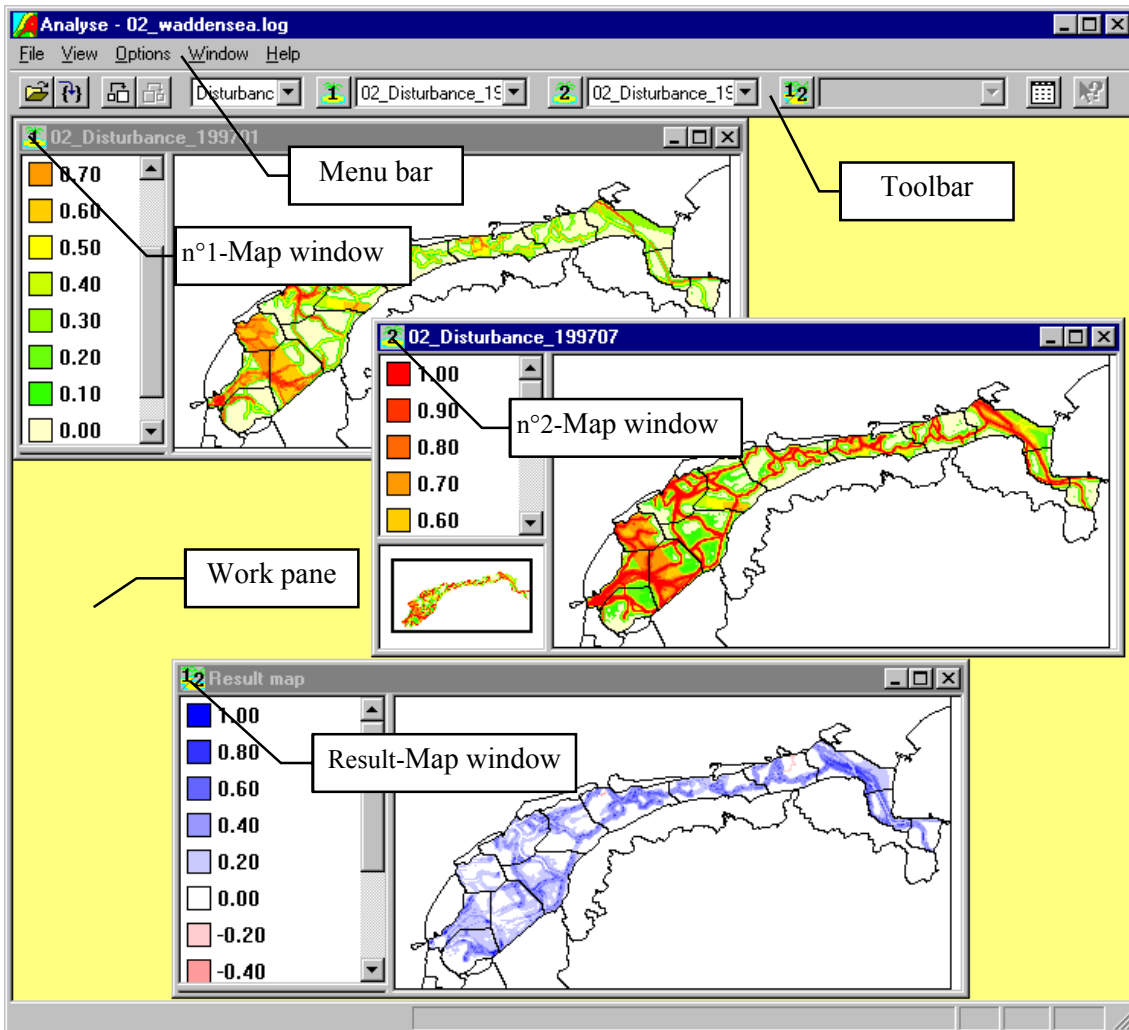 Analyse - 02_waddensea.log
File View Options Window Help
Disturbanc 1 02_Disturbance_19 2 02_Disturbance_19 12
1 02_Disturbance_199701
0.70
0.60
0.50
0.40
0.30
0.20
0.10
0.00
Menu bar
Toolbar
n°1-Map window
2 02_Disturbance_199707
1.00
0.90
0.80
0.70
0.60
n°2-Map window
Work pane
12 Result map
1.00
0.80
0.60
0.40
0.20
0.00
-0.20
-0.40
Result-Map window